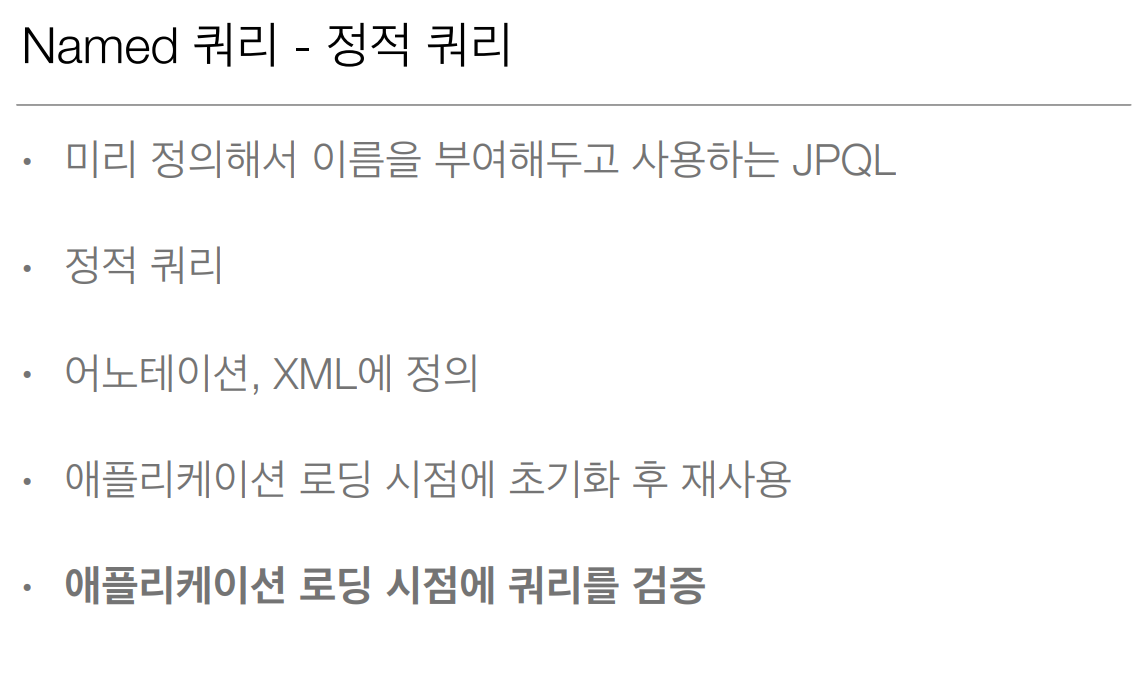 Named 쿼리 - 정적 쿼리
• 미리 정의해서 이름을 부여해두고 사용하는 JPQL
• 정적 쿼리
• 어노테이션, XML에 정의
• 애플리케이션 로딩 시점에 초기화 후 재사용
• 애플리케이션 로딩 시점에 쿼리를 검증